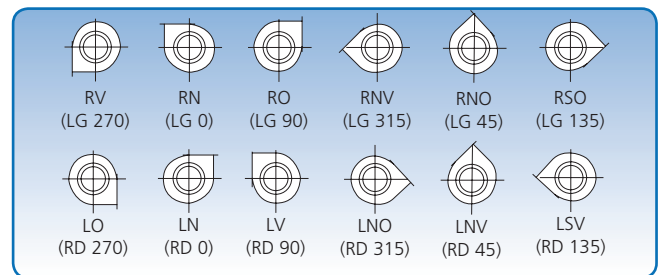 RV RN RO RNV RNO RSO
(LG 270) (LG 0) (LG 90) (LG 315) (LG 45) (LG 135)
LO LN LV LNO LNV LSV
(RD 270) (RD 0) (RD 90) (RD 315) (RD 45) (RD 135)